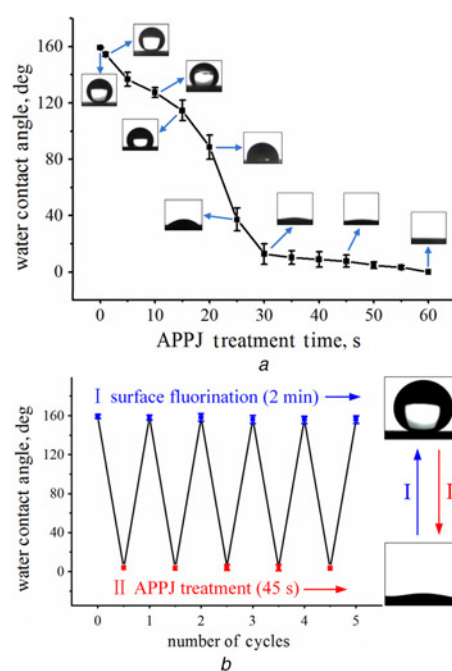 160
120
80
40
0
water contact angle, deg
0 10 20 30 40 50 60
APPJ treatment time, s
a
I surface fluorination (2 min)
160
120
80
40
0
water contact angle, deg
II APPJ treatment (45 s)
0 1 2 3 4 5
number of cycles
b
I I